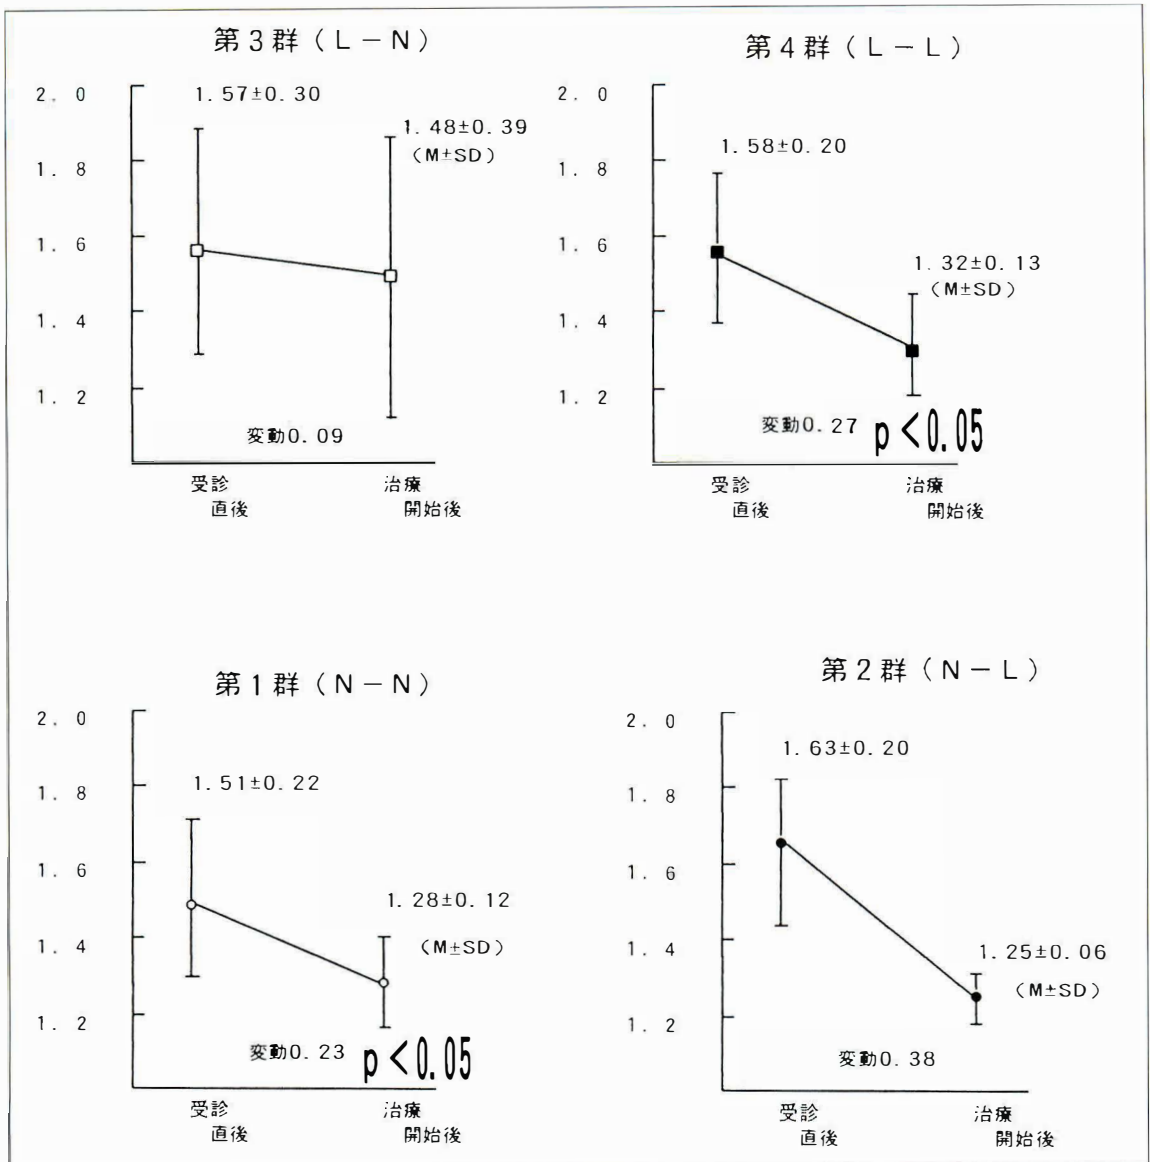 第3群（L－N）
2.0
1.8
1.6
1.4
1.2
1.57±0.30
1.48±0.39
（M±SD）
変動0.09
受診
直後
治療
開始後
第4群（L－L）
2.0
1.8
1.6
1.4
1.2
1.58±0.20
1.32±0.13
（M±SD）
変動0.27 p＜0.05
受診
直後
治療
開始後
第1群（N－N）
2.0
1.8
1.6
1.4
1.2
1.51±0.22
1.28±0.12
（M±SD）
変動0.23 p＜0.05
受診
直後
治療
開始後
第2群（N－L）
2.0
1.8
1.6
1.4
1.2
1.63±0.20
1.25±0.06
（M±SD）
変動0.38
受診
直後
治療
開始後